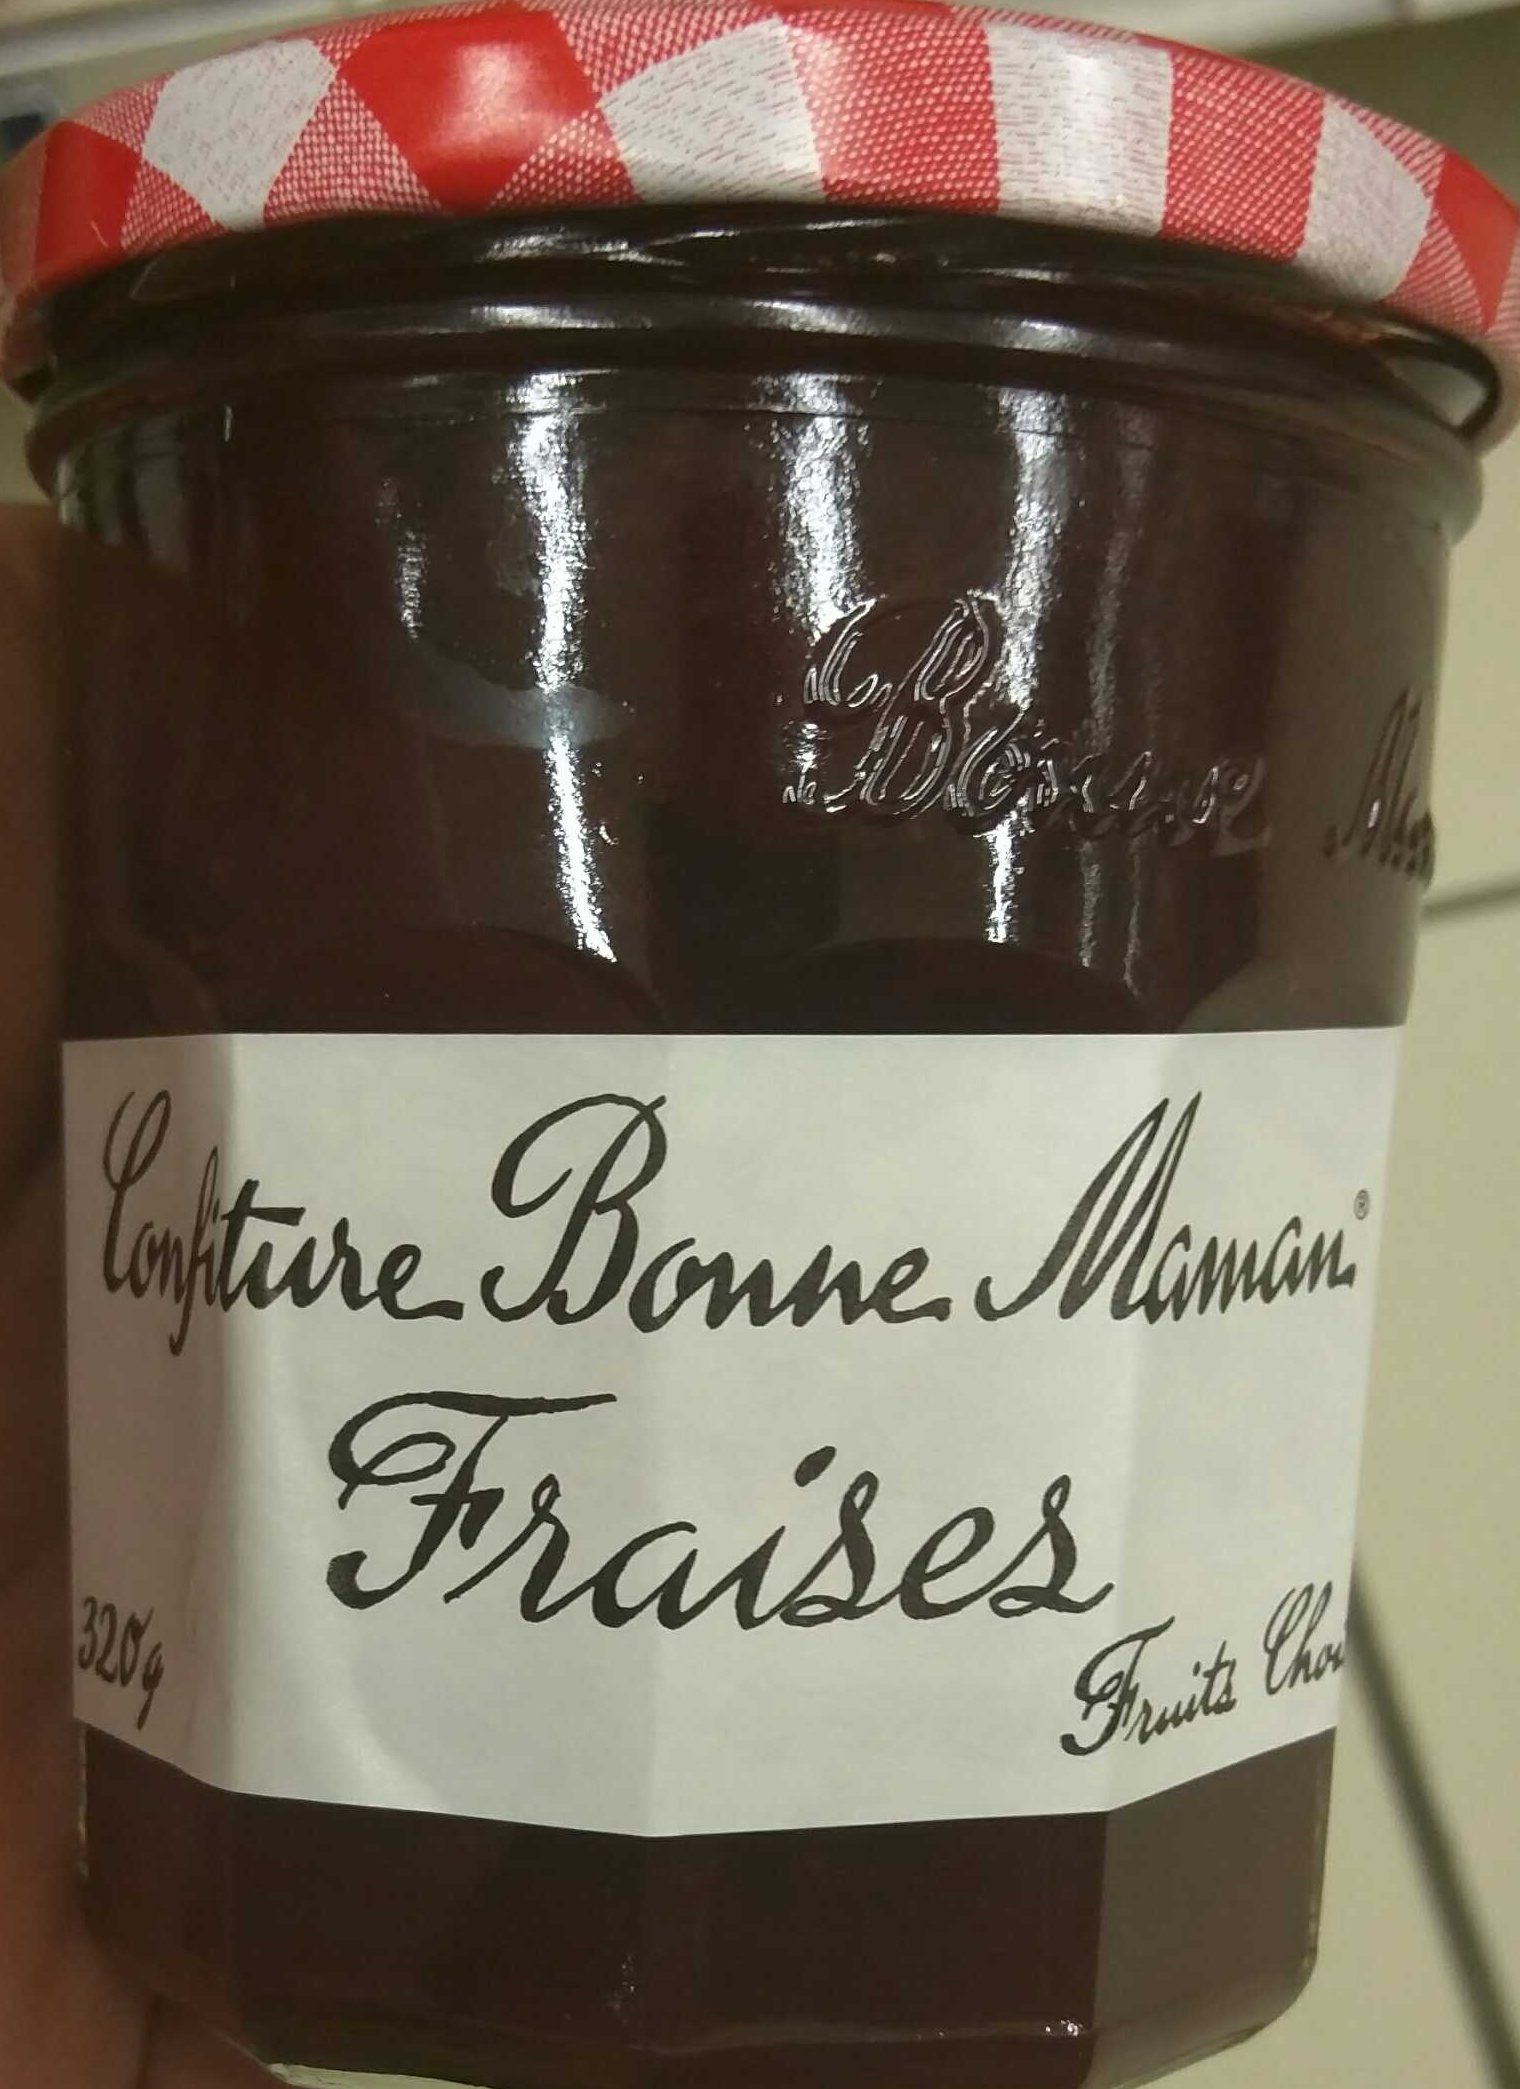 Bonne
Confiture Bonne Maman®
Fraises
320g
Fruits